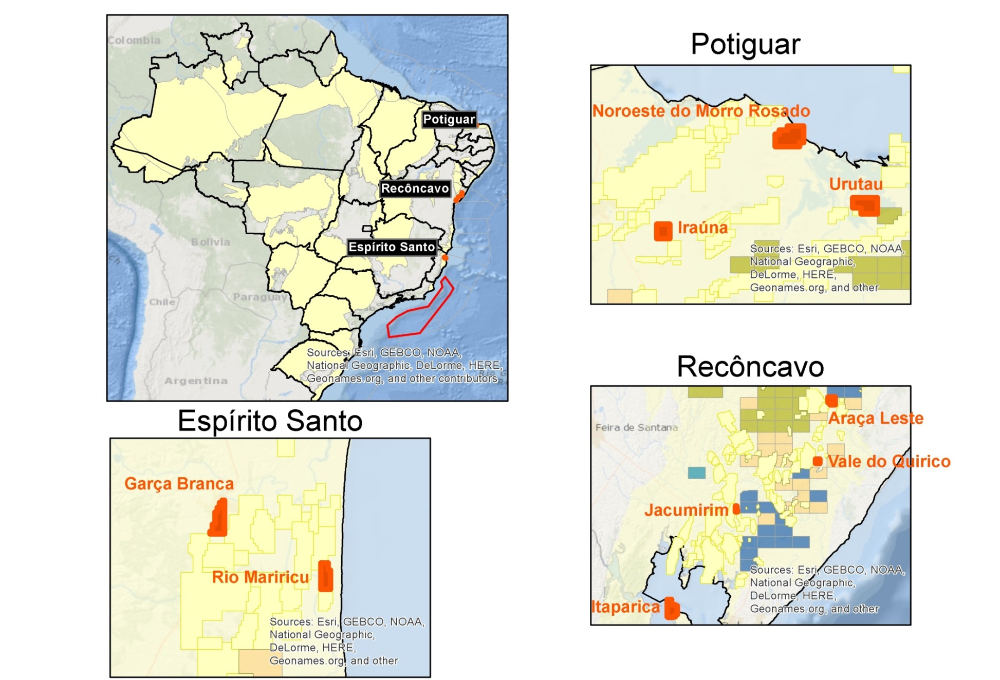 Colombia
Potiguar
Recôncavo
Espírito Santo
Bolivia
Paraguay
Chile
Argentina
Sources: Esri, GEBCO, NOAA,
National Geographic, DeLorme, HERE,
Geonames.org, and other contributors
Potiguar
Noroeste do Morro Rosado
Urutau
Iraúna
Sources: Esri, GEBCO, NOAA,
National Geographic,
DeLorme, HERE,
Geonames.org, and other
Espírito Santo
Garça Branca
Rio Mariricu
Sources: Esri, GEBCO, NOAA,
National Geographic,
DeLorme, HERE,
Geonames.org, and other
Recôncavo
Feira de Santana
Araça Leste
Vale do Quirico
Jacumirim
Itaparica
Sources: Esri, GEBCO, NOAA,
National Geographic,
DeLorme, HERE,
Geonames.org, and other